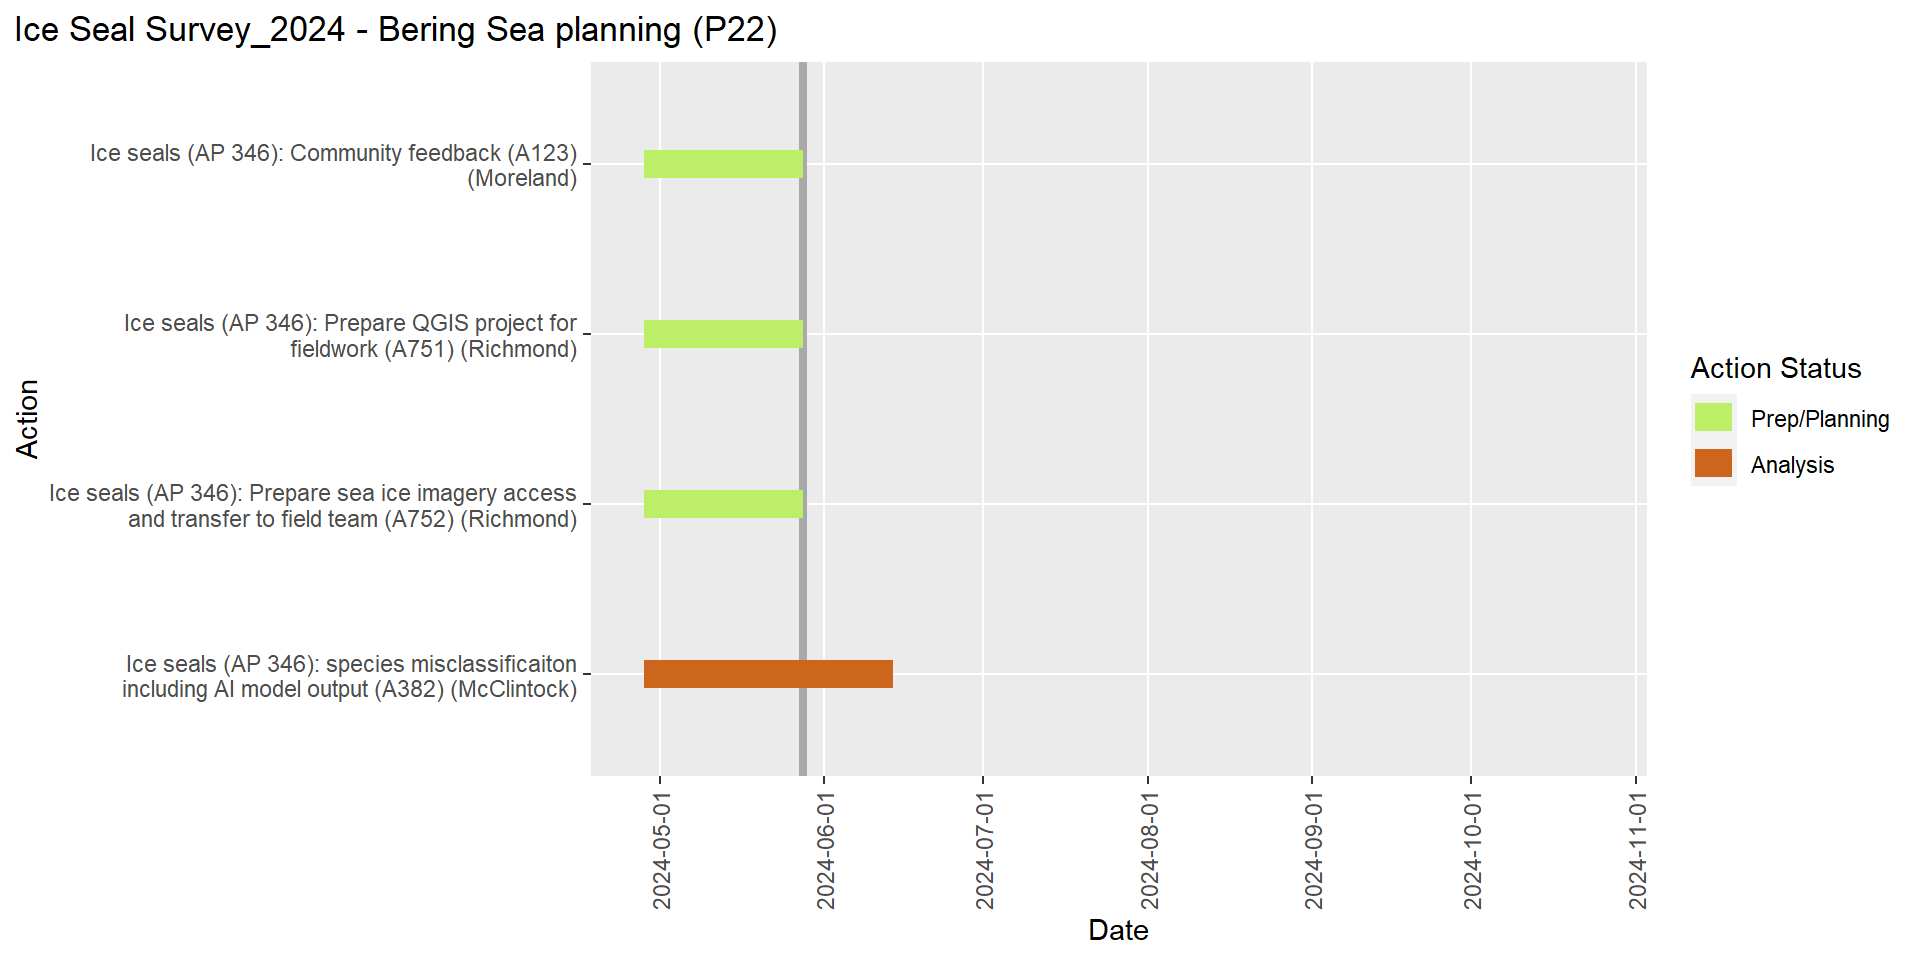 Ice Seal Survey_2024 - Bering Sea planning (P22)
Ice seals (AP 346): Community feedback (A123)
(Moreland)
Ice seals (AP 346): Prepare QGIS project for
fieldwork (A751) (Richmond)
Ice seals (AP 346): Prepare sea ice imagery access
and transfer to field team (A752) (Richmond)
Ice seals (AP 346): species misclassificaiton
including AI model output (A382) (McClintock)
Action
2024-05-01
2024-06-01
2024-07-01
2024-08-01
2024-09-01
2024-10-01
2024-11-01
Date
Action Status
Prep/Planning
Analysis